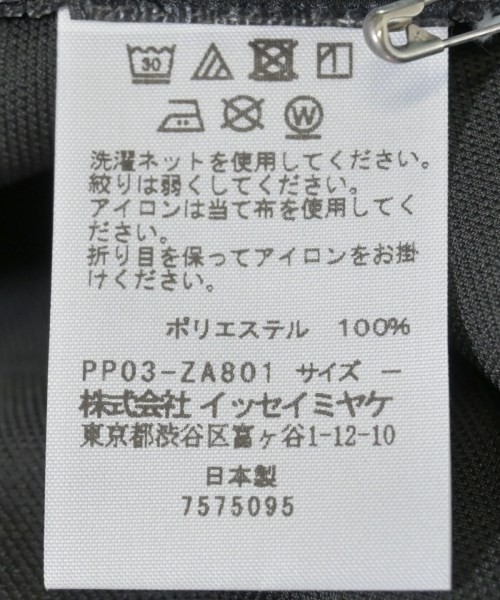 30
W
洗濯ネットを使用してください。
絞りは弱くしてください。
アイロンは当て布を使用してく
ださい。
折り目を保ってアイロンをお掛
けください。
ポリエステル 100%
PP03-ZA801 サイズ ー
株式会社 イッセイ ミヤケ
東京都渋谷区富ヶ谷1-12-10
日本製
7575095